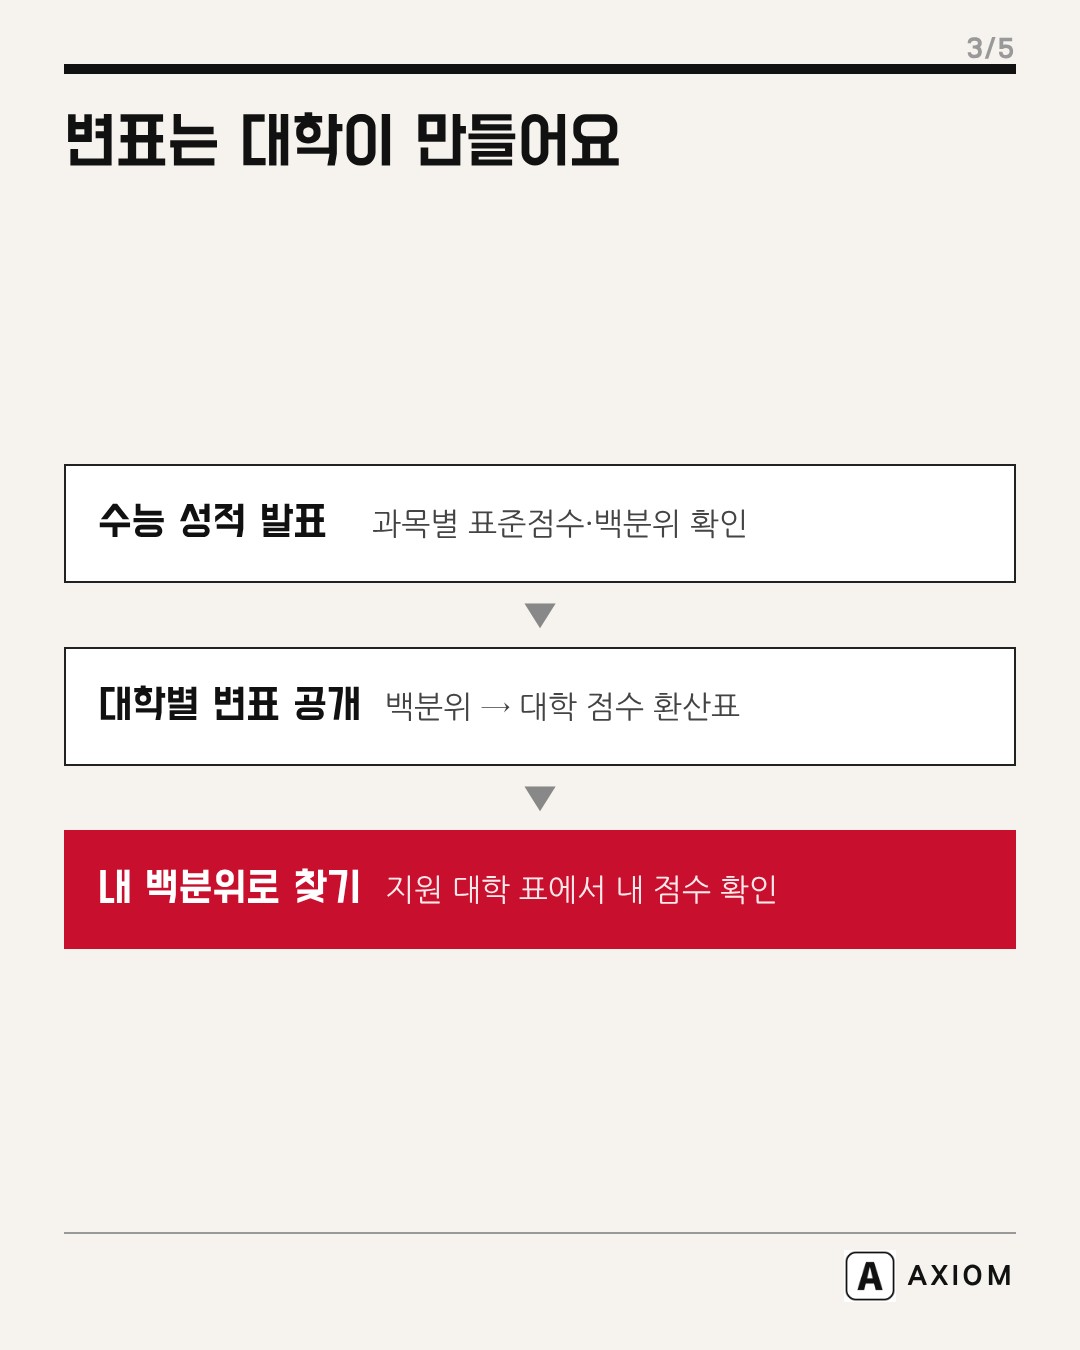 3/5
변표는 대학이 만들어요
수능 성적 발표 과목별 표준점수·백분위 확인
대학별 변표 공개 백분위 → 대학 점수 환산표
내 백분위로 찾기 지원 대학 표에서 내 점수 확인
A AXIOM